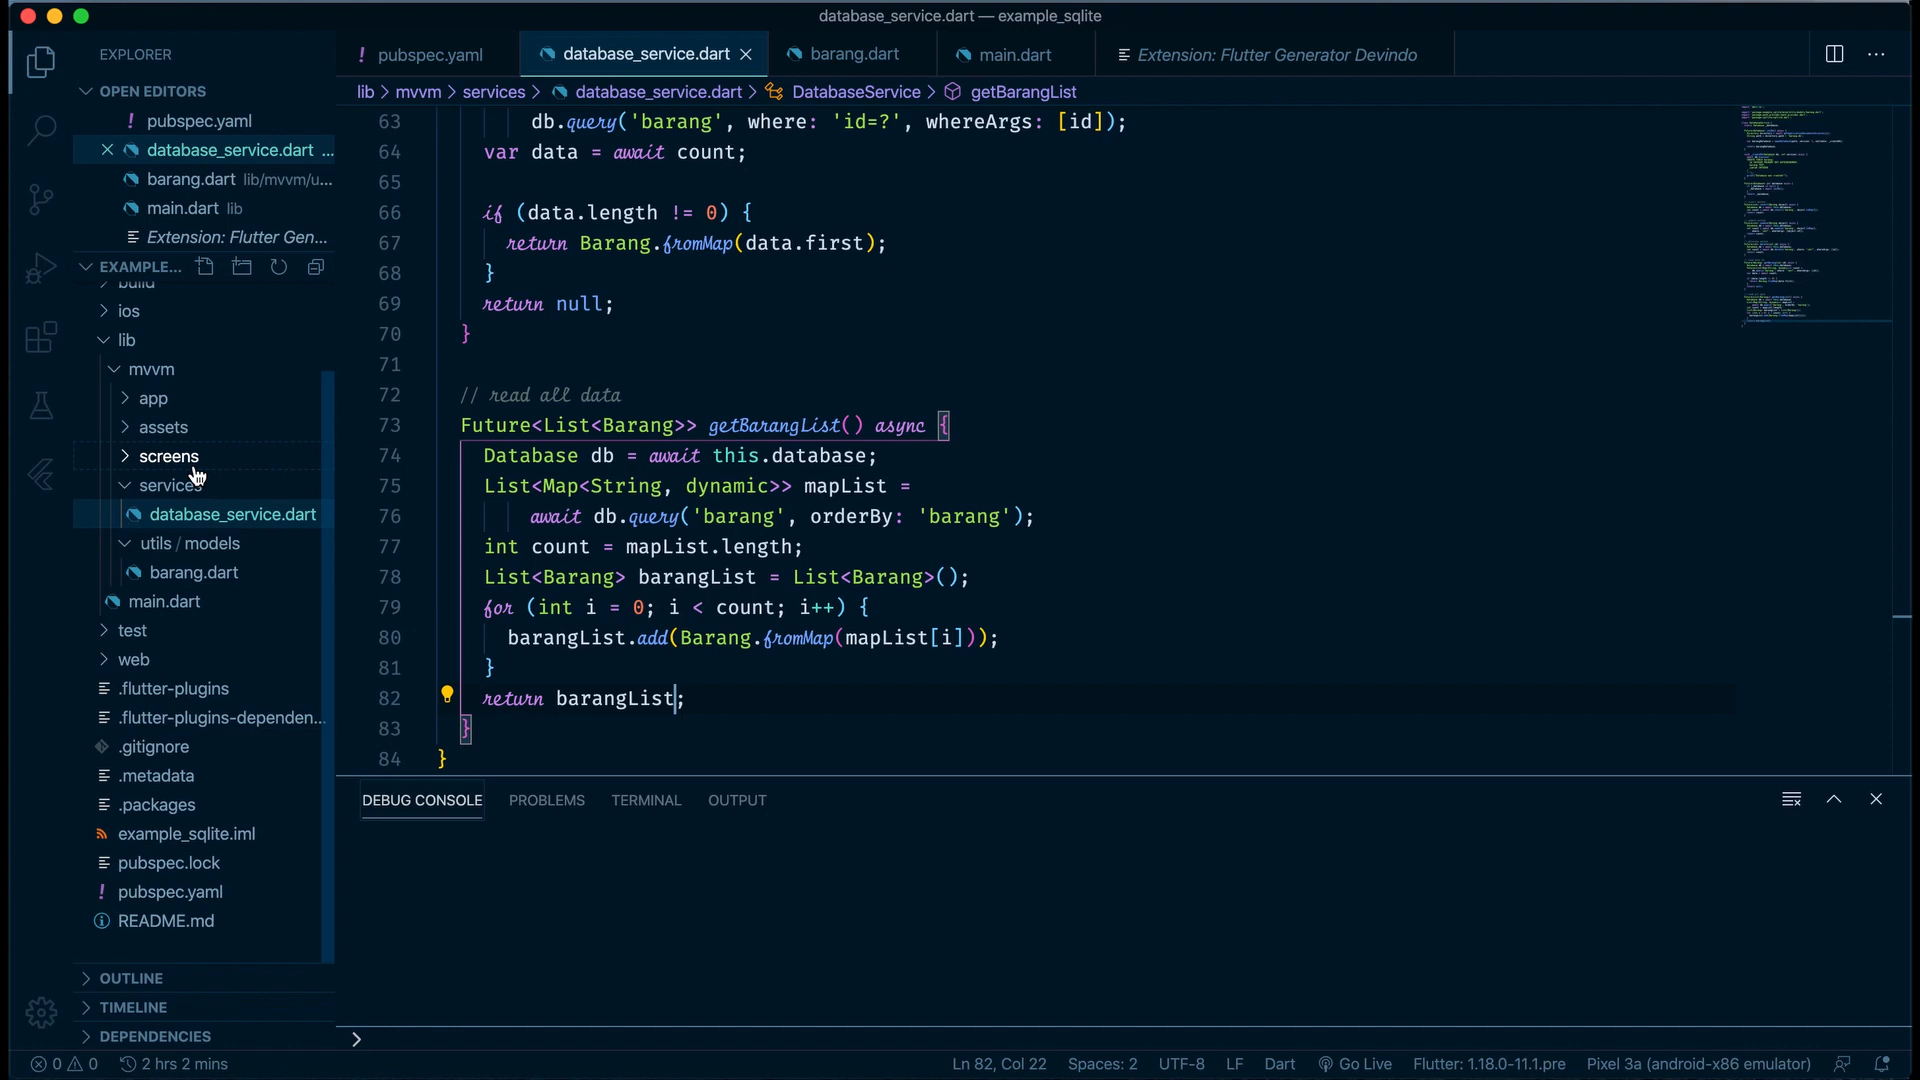 database_service.dart — example_sqlite
EXPLORER
OPEN EDITORS
! pubspec.yaml
database_service.dart ...
barang.dart lib/mvvm/u...
main.dart lib
Extension: Flutter Gen...
EXAMPLE...
build
ios
lib
mvvm
app
assets
screens
services
database_service.dart
utils / models
barang.dart
main.dart
test
web
.flutter-plugins
.flutter-plugins-dependen...
.gitignore
.metadata
.packages
example_sqlite.iml
pubspec.lock
! pubspec.yaml
README.md
OUTLINE
TIMELINE
DEPENDENCIES
! pubspec.yaml
database_service.dart
barang.dart
main.dart
Extension: Flutter Generator Devindo
lib > mvvm > services > database_service.dart > DatabaseService > getBarangList
63 db.query('barang', where: 'id=?', whereArgs: [id]);
64 var data = await count;
65
66 if (data.length != 0) {
67 return Barang.fromMap(data.first);
68 }
69 return null;
70 }
71
72 // read all data
73 Future<List<Barang>> getBarangList() async {
74 Database db = await this.database;
75 List<Map<String, dynamic>> mapList =
76 await db.query('barang', orderBy: 'barang');
77 int count = mapList.length;
78 List<Barang> barangList = List<Barang>();
79 for (int i = 0; i < count; i++) {
80 barangList.add(Barang.fromMap(mapList[i]));
81 }
82 return barangList;
83 }
84 }
DEBUG CONSOLE PROBLEMS TERMINAL OUTPUT
>
0 0 2 hrs 2 mins
Ln 82, Col 22 Spaces: 2 UTF-8 LF Dart Go Live Flutter: 1.18.0-11.1.pre Pixel 3a (android-x86 emulator)